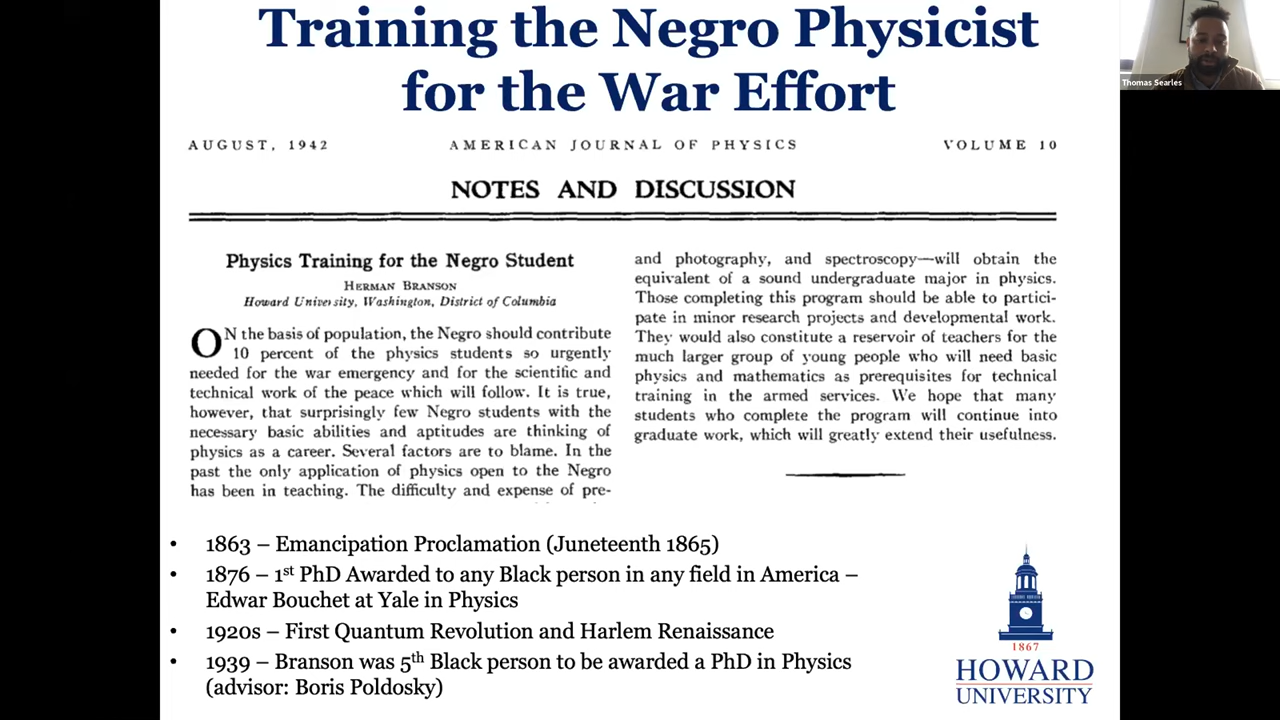 Training the Negro Physicist
for the War Effort
Thomas Searles
AUGUST, 1942 AMERICAN JOURNAL OF PHYSICS VOLUME 10
NOTES AND DISCUSSION
Physics Training for the Negro Student
HERMAN BRANSON
Howard University, Washington, District of Columbia
ON the basis of population, the Negro should contribute
10 percent of the physics students so urgently
needed for the war emergency and for the scientific and
technical work of the peace which will follow. It is true,
however, that surprisingly few Negro students with the
necessary basic abilities and aptitudes are thinking of
physics as a career. Several factors are to blame. In the
past the only application of physics open to the Negro
has been in teaching. The difficulty and expense of pre-
and photography, and spectroscopy—will obtain the
equivalent of a sound undergraduate major in physics.
Those completing this program should be able to partici-
pate in minor research projects and developmental work.
They would also constitute a reservoir of teachers for the
much larger group of young people who will need basic
physics and mathematics as prerequisites for technical
training in the armed services. We hope that many
students who complete the program will continue into
graduate work, which will greatly extend their usefulness.
• 1863 – Emancipation Proclamation (Juneteenth 1865)
• 1876 – 1st PhD Awarded to any Black person in any field in America –
Edwar Bouchet at Yale in Physics
• 1920s – First Quantum Revolution and Harlem Renaissance
• 1939 – Branson was 5th Black person to be awarded a PhD in Physics
(advisor: Boris Poldosky)
1867
HOWARD
UNIVERSITY